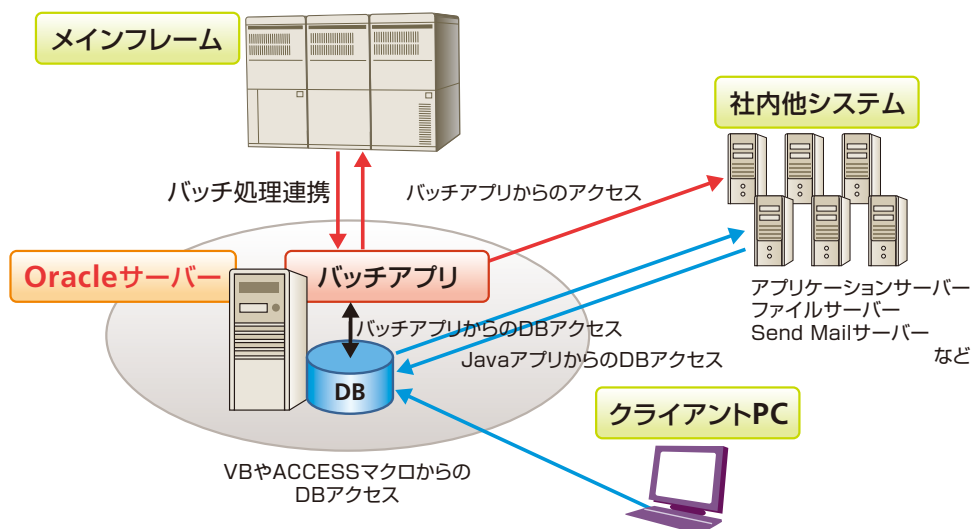 メインフレーム
社内他システム
バッチ処理連携
バッチアプリからのアクセス
Oracleサーバー
バッチアプリ
アプリケーションサーバー
ファイルサーバー
Send Mailサーバー
など
バッチアプリからのDBアクセス
JavaアプリからのDBアクセス
DB
クライアントPC
VBやACCESSマクロからの
DBアクセス